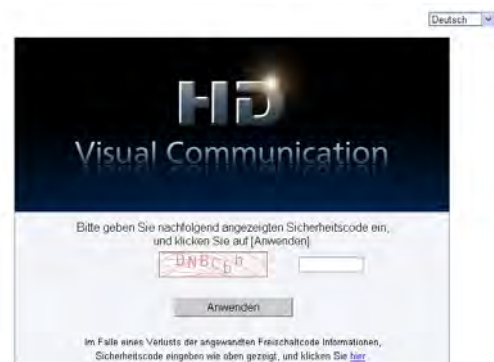 Deutsch
HD
Visual Communication
Bitte geben Sie nachfolgend angezeigten Sicherheitscode ein,
und klicken Sie auf [Anwenden]
Anwenden
Im Falle eines Verlusts der angewandten Freischaltcode Informationen,
Sicherheitscode eingeben wie oben gezeigt, und klicken Sie hier